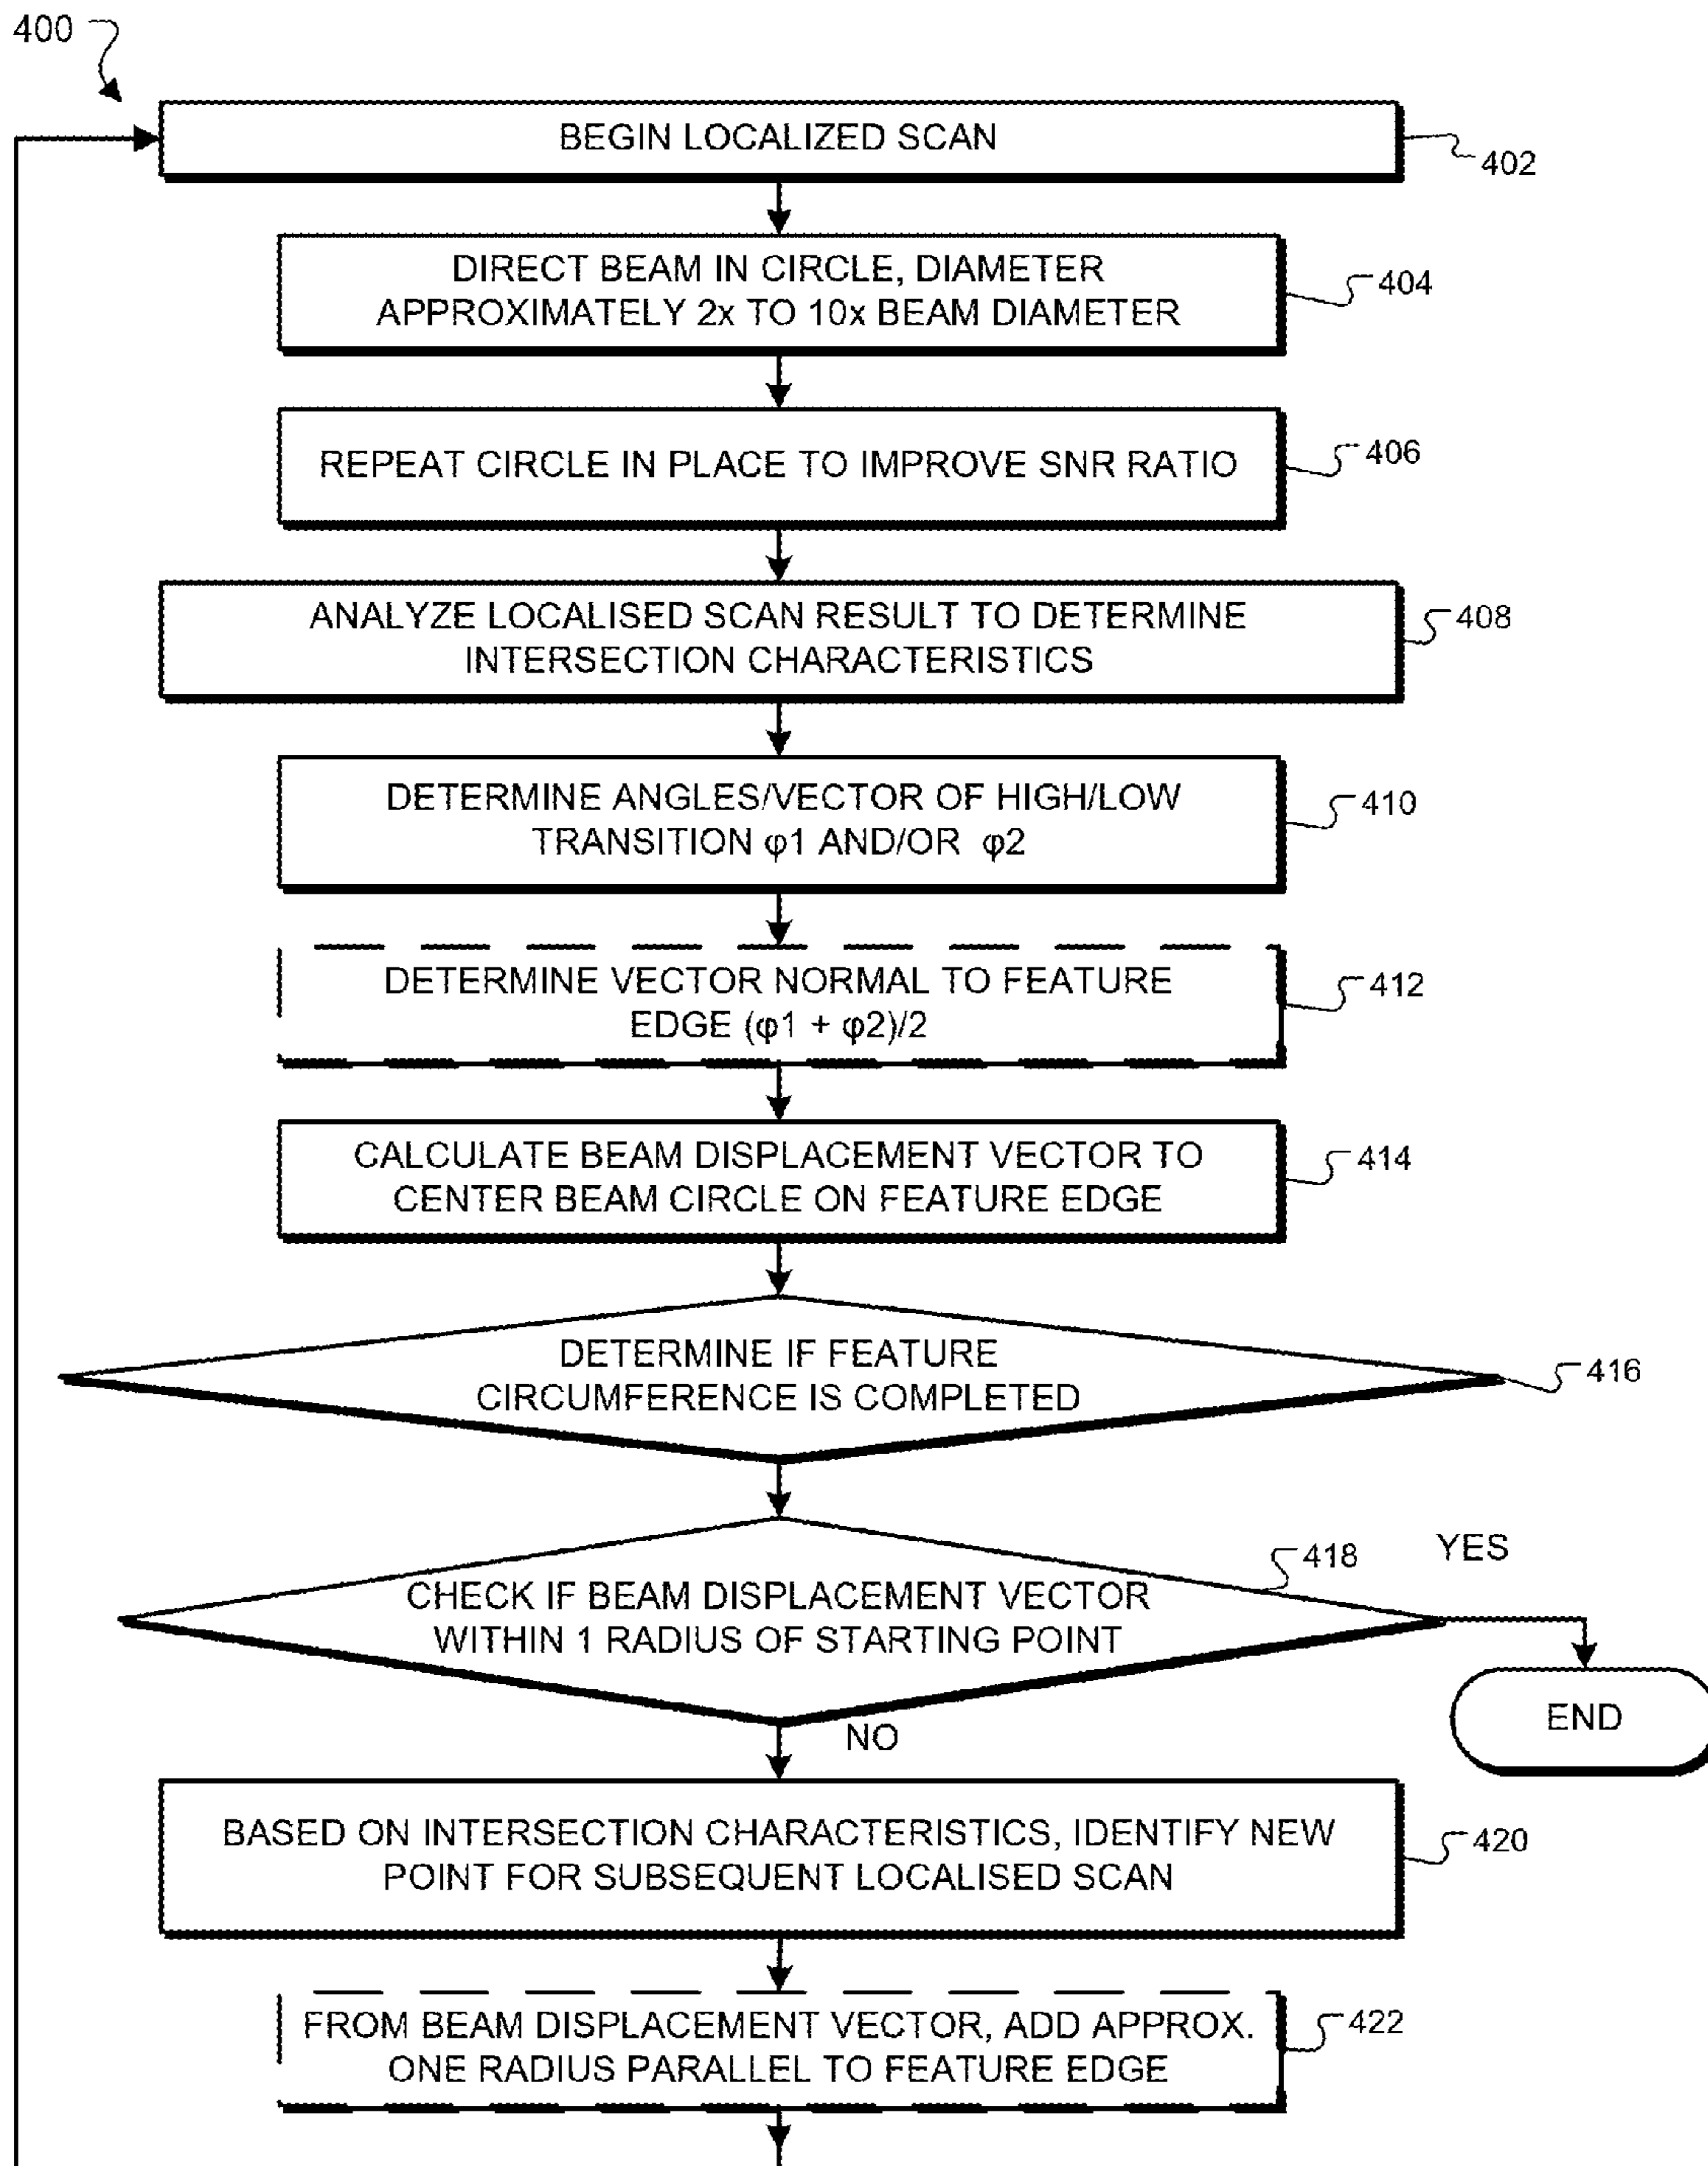 400
BEGIN LOCALIZED SCAN
402
DIRECT BEAM IN CIRCLE, DIAMETER
APPROXIMATELY 2x TO 10x BEAM DIAMETER
404
REPEAT CIRCLE IN PLACE TO IMPROVE SNR RATIO
406
ANALYZE LOCALISED SCAN RESULT TO DETERMINE
INTERSECTION CHARACTERISTICS
408
DETERMINE ANGLES/VECTOR OF HIGH/LOW
TRANSITION φ1 AND/OR φ2
410
DETERMINE VECTOR NORMAL TO FEATURE
EDGE (φ1 + φ2)/2
412
CALCULATE BEAM DISPLACEMENT VECTOR TO
CENTER BEAM CIRCLE ON FEATURE EDGE
414
DETERMINE IF FEATURE
CIRCUMFERENCE IS COMPLETED
416
CHECK IF BEAM DISPLACEMENT VECTOR
WITHIN 1 RADIUS OF STARTING POINT
418
YES
END
NO
BASED ON INTERSECTION CHARACTERISTICS, IDENTIFY NEW
POINT FOR SUBSEQUENT LOCALISED SCAN
420
FROM BEAM DISPLACEMENT VECTOR, ADD APPROX.
ONE RADIUS PARALLEL TO FEATURE EDGE
422